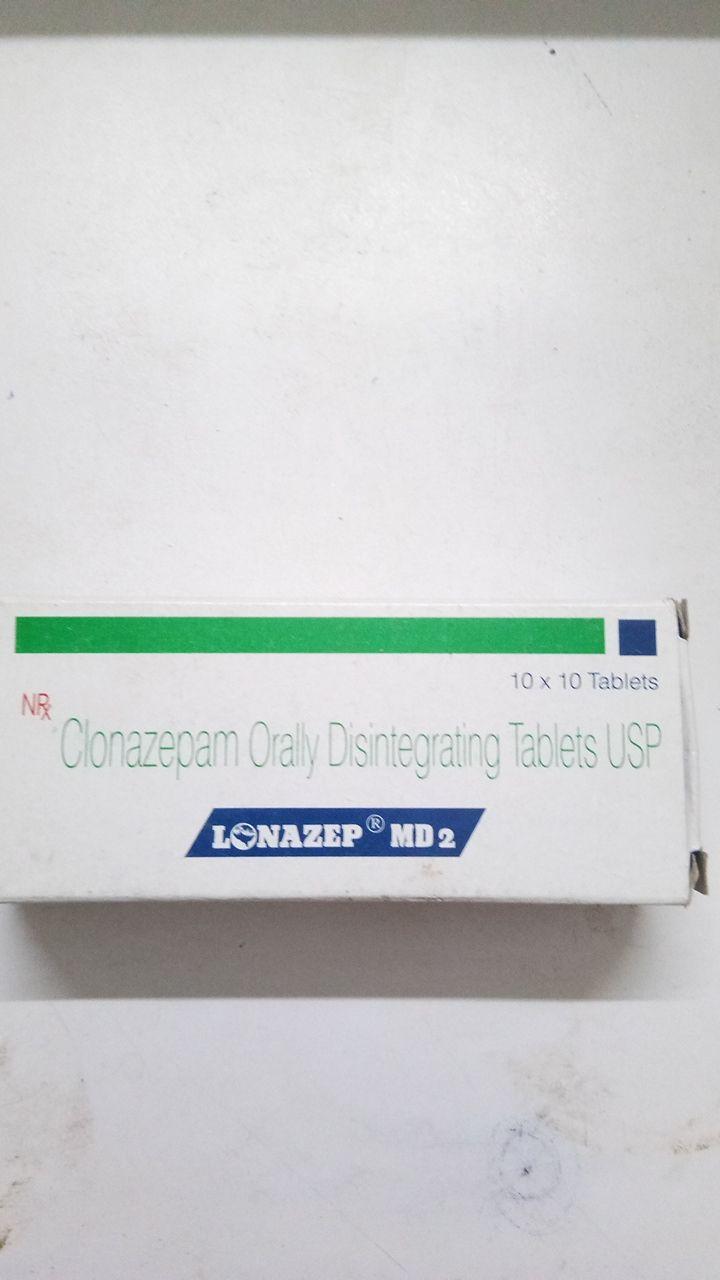 10 x 10 Tablets
NRx
Clonazepam Orally Disintegrating Tablets USP
LONAZEP® MD 2